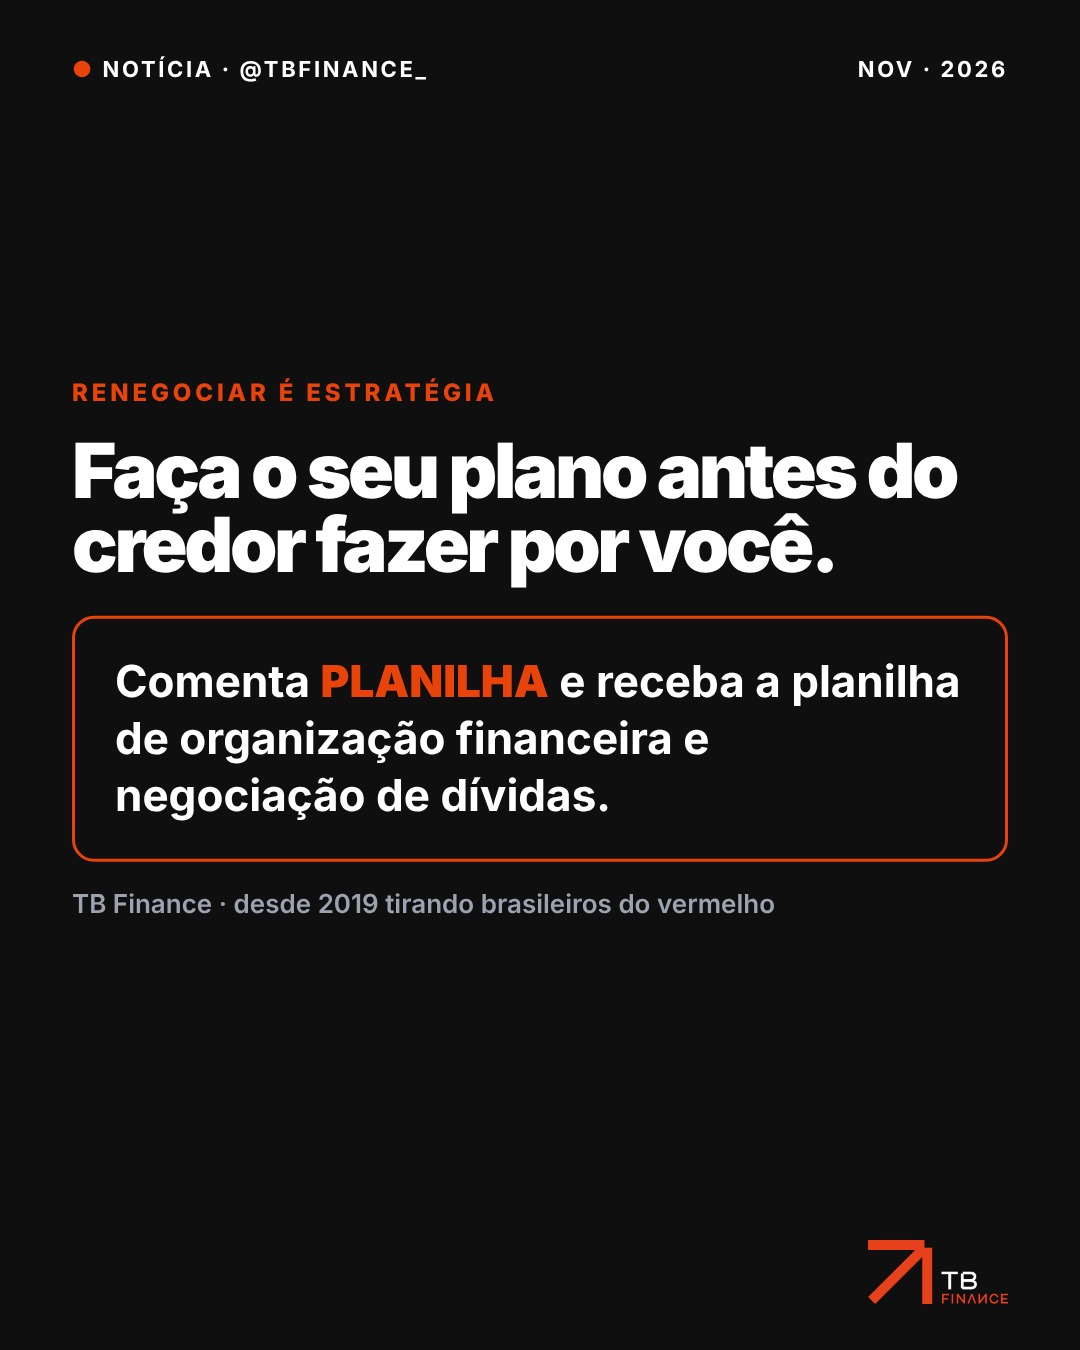 NOTÍCIA · @TBFINANCE_
NOV · 2026
RENEGOCIAR É ESTRATÉGIA
Faça o seu plano antes do
credor fazer por você.
Comenta PLANILHA e receba a planilha
de organização financeira e
negociação de dívidas.
TB Finance · desde 2019 tirando brasileiros do vermelho
TB
FINANCE